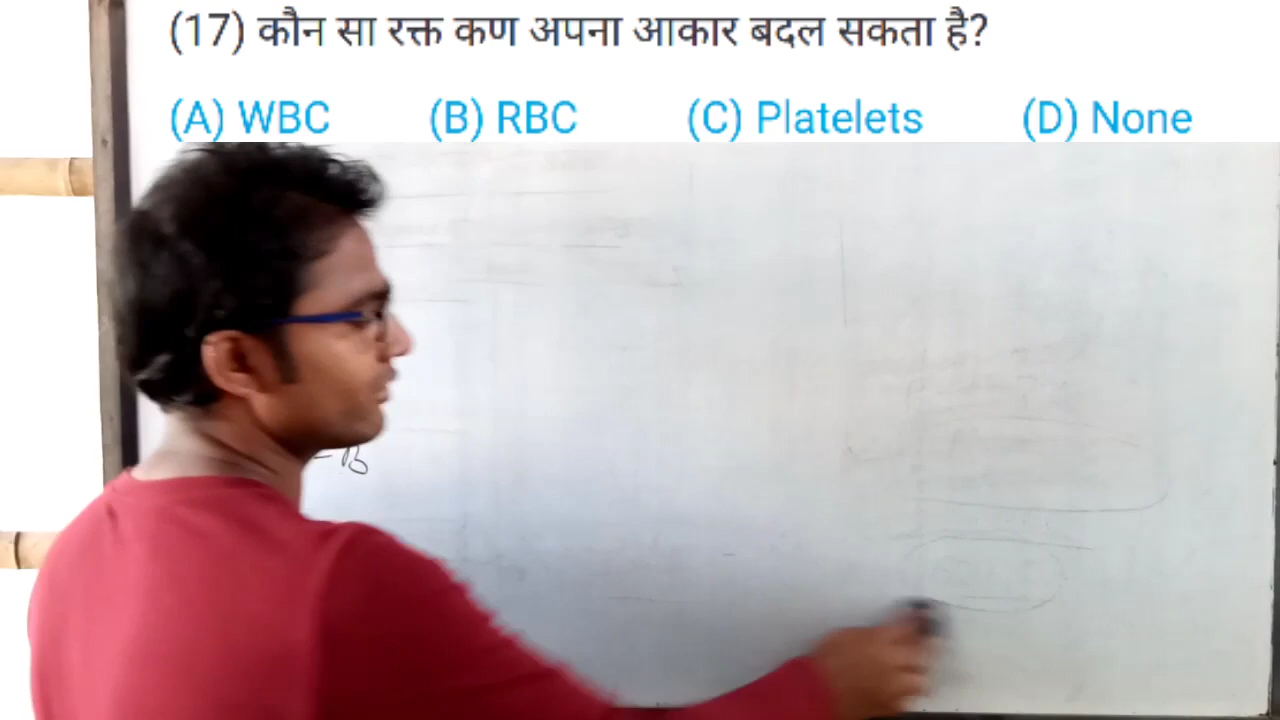 (17) कौन सा रक्त कण अपना आकार बदल सकता है?
(A) WBC (B) RBC (C) Platelets (D) None
- B